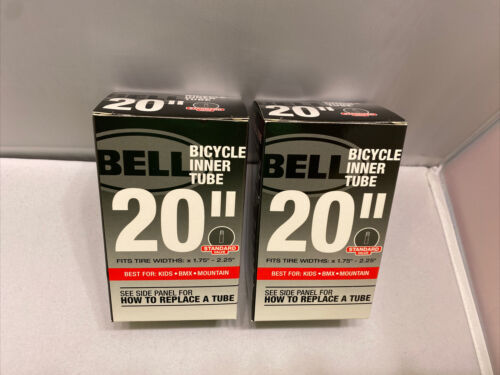 20"
BICYCLE
INNER
TUBE
BELL
20"
STANDARD
VALVE
FITS TIRE WIDTHS: x 1.75" - 2.25"
BEST FOR: KIDS • BMX • MOUNTAIN
SEE SIDE PANEL FOR
HOW TO REPLACE A TUBE
20"
BICYCLE
INNER
TUBE
BELL
20"
STANDARD
VALVE
FITS TIRE WIDTHS: x 1.75" - 2.25"
BEST FOR: KIDS • BMX • MOUNTAIN
SEE SIDE PANEL FOR
HOW TO REPLACE A TUBE